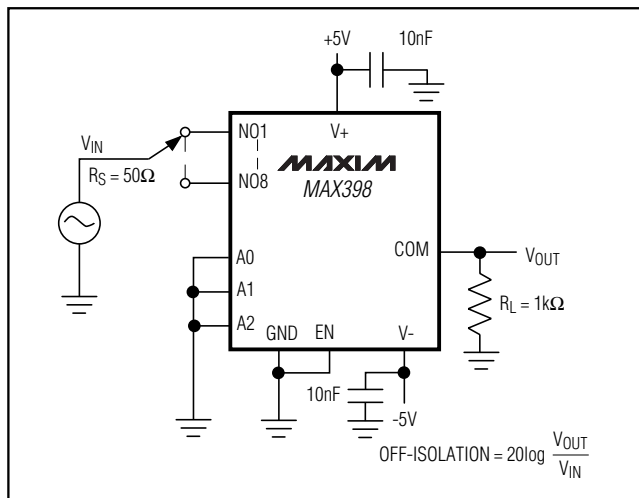 +5V
10nF
V+
NO1
V_IN
R_S = 50Ω
NO8
MAXIM
MAX398
COM
V_OUT
R_L = 1kΩ
A0
A1
A2
GND
EN
V-
10nF
-5V
OFF-ISOLATION = 20log V_OUT / V_IN